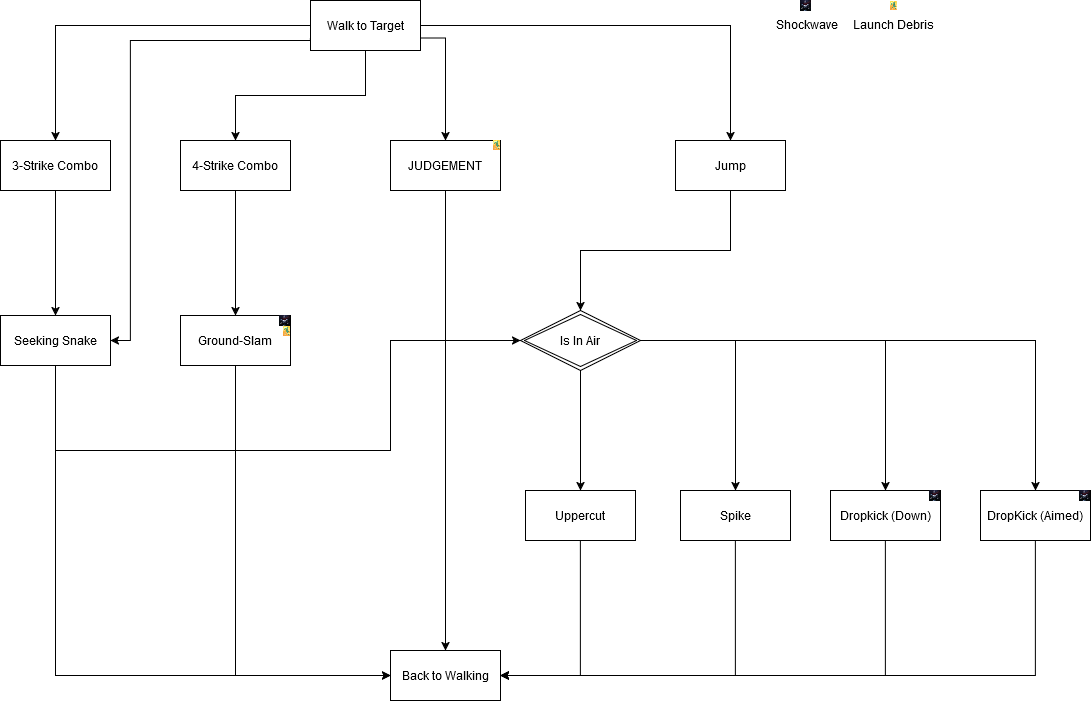 Walk to Target
Shockwave
Launch Debris
3-Strike Combo
4-Strike Combo
JUDGEMENT
Jump
Seeking Snake
Ground-Slam
Is In Air
Uppercut
Spike
Dropkick (Down)
DropKick (Aimed)
Back to Walking